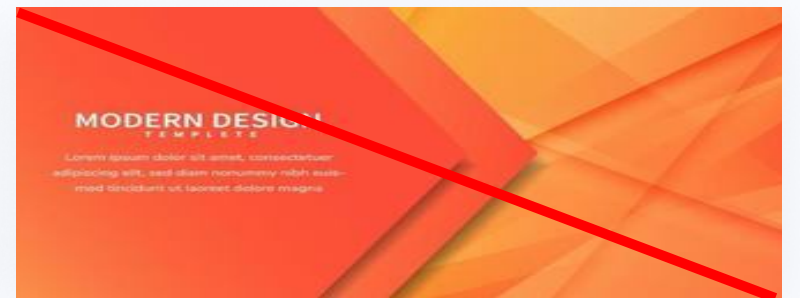 MODERN DESIGN
TEMPLETE
Lorem ipsum dolor sit amet, consectetuer
adipiscing elit, sed diam nonummy nibh euis-
mod tincidunt ut laoreet dolore magna